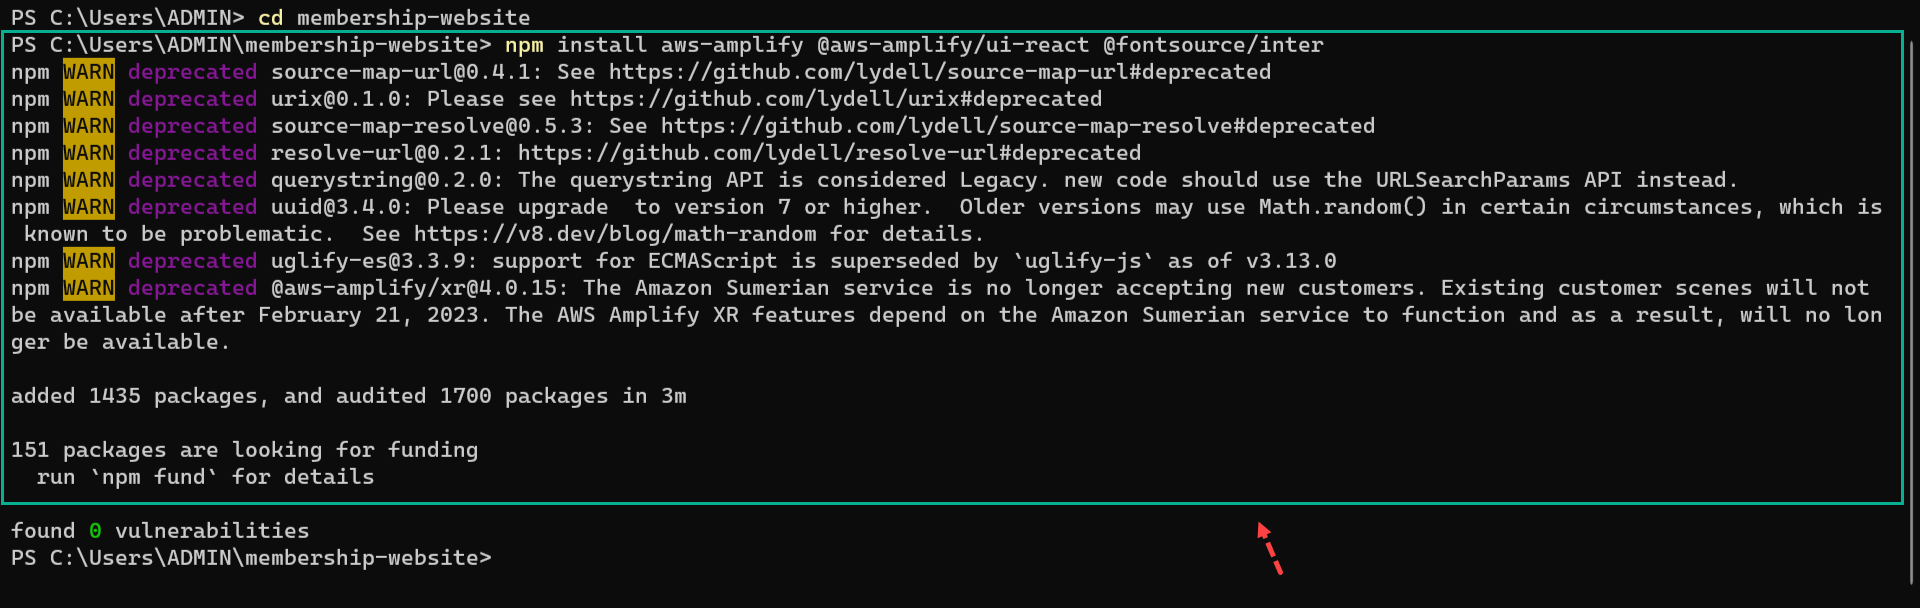 PS C:\Users\ADMIN> cd membership-website
PS C:\Users\ADMIN\membership-website> npm install aws-amplify @aws-amplify/ui-react @fontsource/inter
npm WARN deprecated source-map-url@0.4.1: See https://github.com/lydell/source-map-url#deprecated
npm WARN deprecated urix@0.1.0: Please see https://github.com/lydell/urix#deprecated
npm WARN deprecated source-map-resolve@0.5.3: See https://github.com/lydell/source-map-resolve#deprecated
npm WARN deprecated resolve-url@0.2.1: https://github.com/lydell/resolve-url#deprecated
npm WARN deprecated querystring@0.2.0: The querystring API is considered Legacy. new code should use the URLSearchParams API instead.
npm WARN deprecated uuid@3.4.0: Please upgrade  to version 7 or higher.  Older versions may use Math.random() in certain circumstances, which is
 known to be problematic.  See https://v8.dev/blog/math-random for details.
npm WARN deprecated uglify-es@3.3.9: support for ECMAScript is superseded by `uglify-js` as of v3.13.0
npm WARN deprecated @aws-amplify/xr@4.0.15: The Amazon Sumerian service is no longer accepting new customers. Existing customer scenes will not
be available after February 21, 2023. The AWS Amplify XR features depend on the Amazon Sumerian service to function and as a result, will no lon
ger be available.
added 1435 packages, and audited 1700 packages in 3m
151 packages are looking for funding
  run `npm fund` for details
found 0 vulnerabilities
PS C:\Users\ADMIN\membership-website>